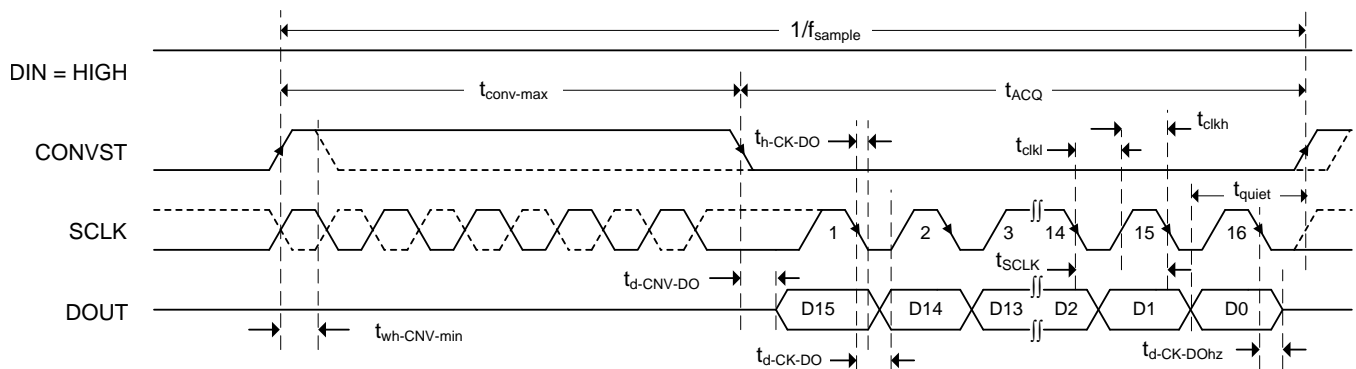 1/fsample
DIN = HIGH
tconv-max
tACQ
CONVST
th-CK-DO
tclkl
tclkh
tquiet
SCLK
1 2 3 14 15 16
tSCLK
td-CNV-DO
DOUT
D15 D14 D13 D2 D1 D0
twh-CNV-min
td-CK-DO
td-CK-DOhz